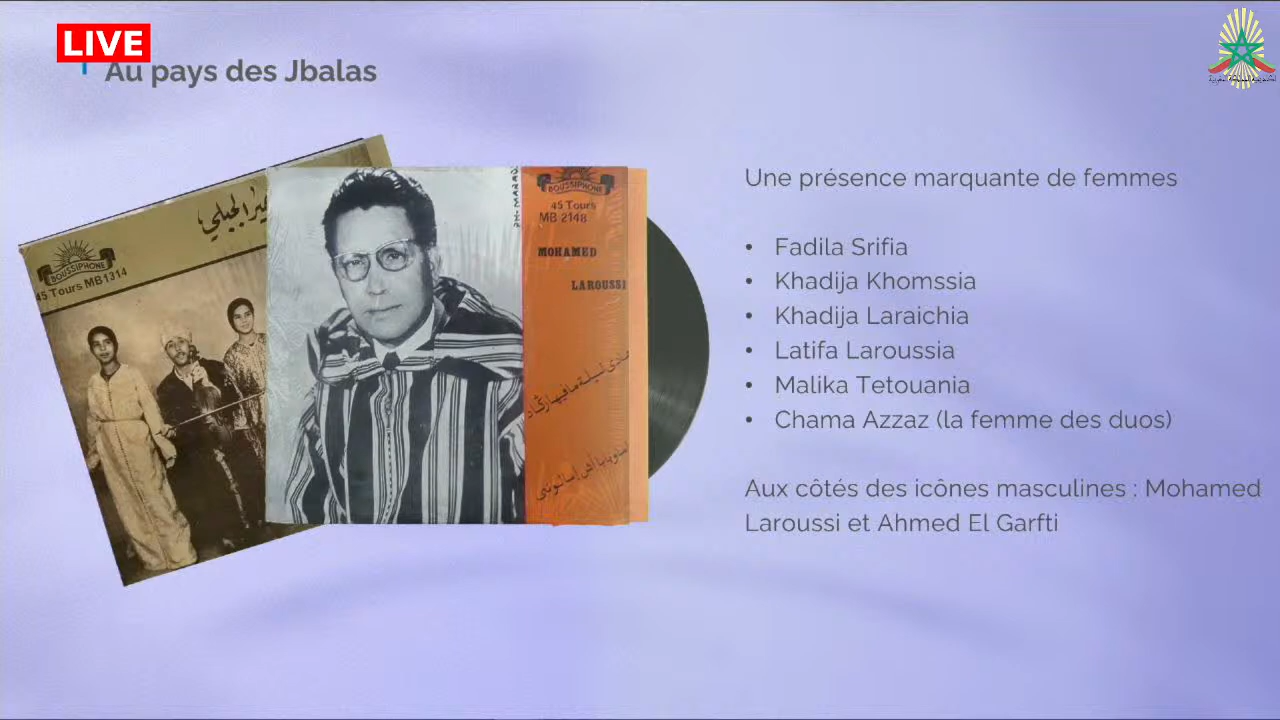 LIVE
Au pays des Jbalas
BOUSSIPHONE
45 Tours MB 1314
BOUSSIPHONE
45 Tours
MB 2148
MOHAMED
LAROUSSI
Une présence marquante de femmes
• Fadila Srifia
• Khadija Khomssia
• Khadija Laraichia
• Latifa Laroussia
• Malika Tetouania
• Chama Azzaz (la femme des duos)
Aux côtés des icônes masculines : Mohamed
Laroussi et Ahmed El Garfti